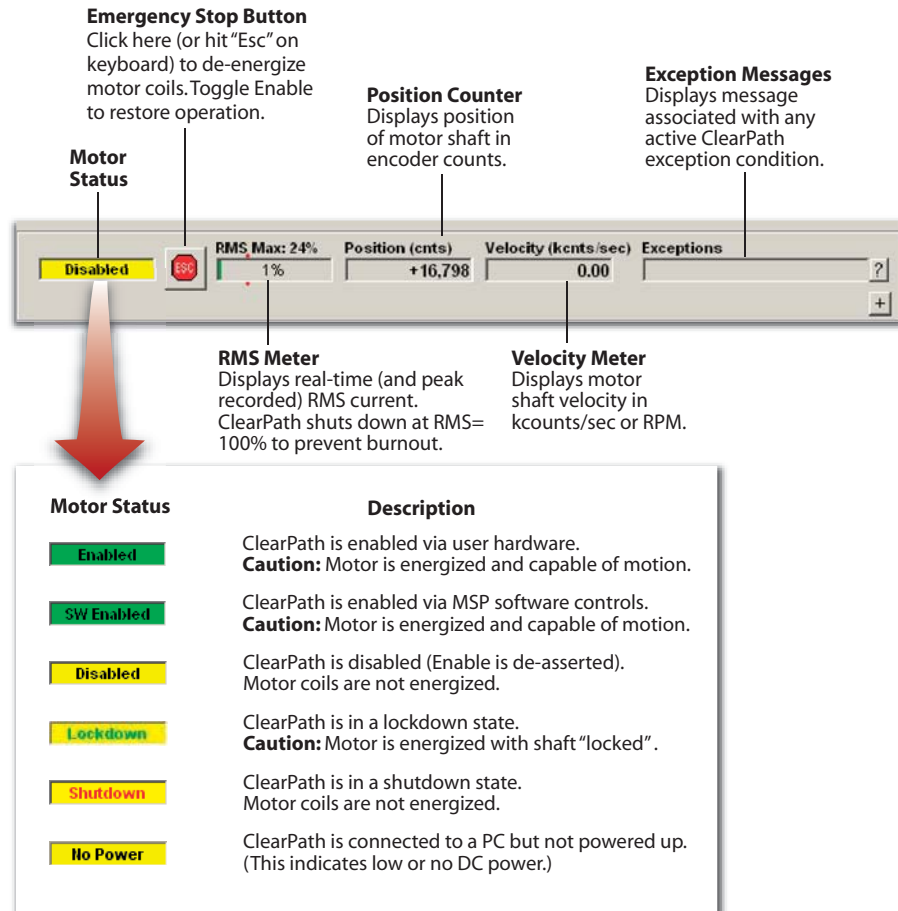 Emergency Stop Button
Click here (or hit “Esc” on
keyboard) to de-energize
motor coils. Toggle Enable
to restore operation.
Motor
Status
Position Counter
Displays position
of motor shaft in
encoder counts.
Exception Messages
Displays message
associated with any
active ClearPath
exception condition.
Disabled
ESC
RMS Max: 24%
1%
Position (cnts)
+16,798
Velocity (kcnts/sec)
0.00
Exceptions
?
+
RMS Meter
Displays real-time (and peak
recorded) RMS current.
ClearPath shuts down at RMS=
100% to prevent burnout.
Velocity Meter
Displays motor
shaft velocity in
kcounts/sec or RPM.
Motor Status Description
Enabled
ClearPath is enabled via user hardware.
Caution: Motor is energized and capable of motion.
SW Enabled
ClearPath is enabled via MSP software controls.
Caution: Motor is energized and capable of motion.
Disabled
ClearPath is disabled (Enable is de-asserted).
Motor coils are not energized.
Lockdown
ClearPath is in a lockdown state.
Caution: Motor is energized with shaft “locked”.
Shutdown
ClearPath is in a shutdown state.
Motor coils are not energized.
No Power
ClearPath is connected to a PC but not powered up.
(This indicates low or no DC power.)